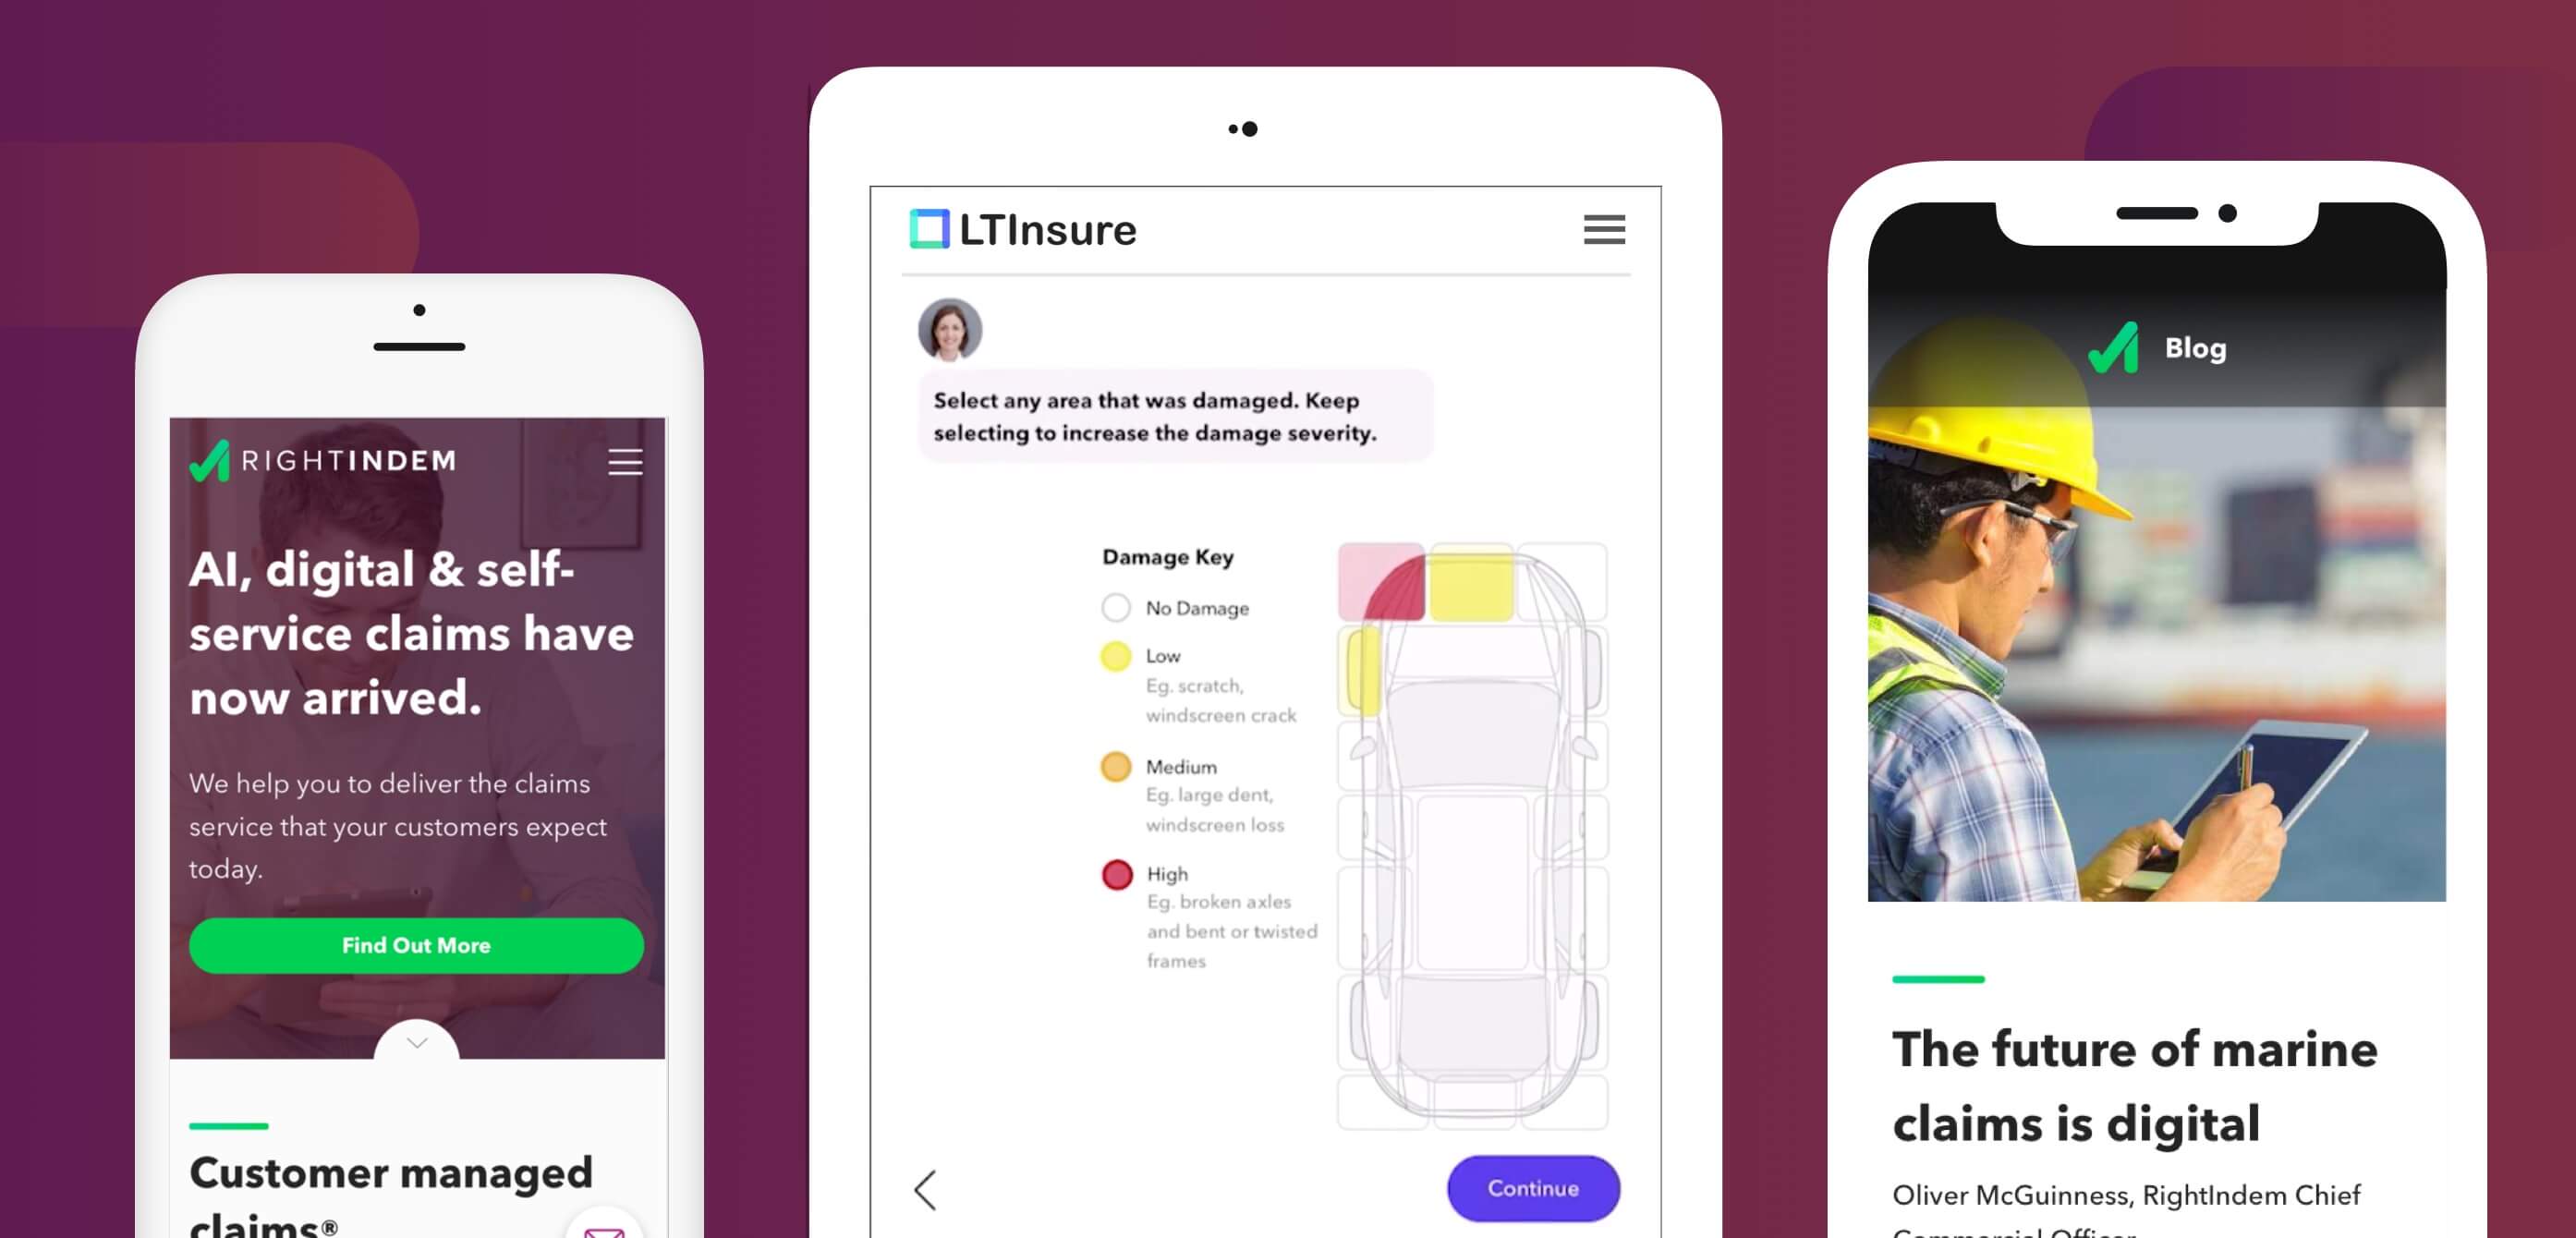 RIGHTINDEM
AI, digital & self-
service claims have
now arrived.
We help you to deliver the claims
service that your customers expect
today.
Find Out More
Customer managed
claims®
LTInsure
Select any area that was damaged. Keep
selecting to increase the damage severity.
Damage Key
No Damage
Low
Eg. scratch,
windscreen crack
Medium
Eg. large dent,
windscreen loss
High
Eg. broken axles
and bent or twisted
frames
Continue
Blog
The future of marine
claims is digital
Oliver McGuinness, RightIndem Chief
Commercial Officer